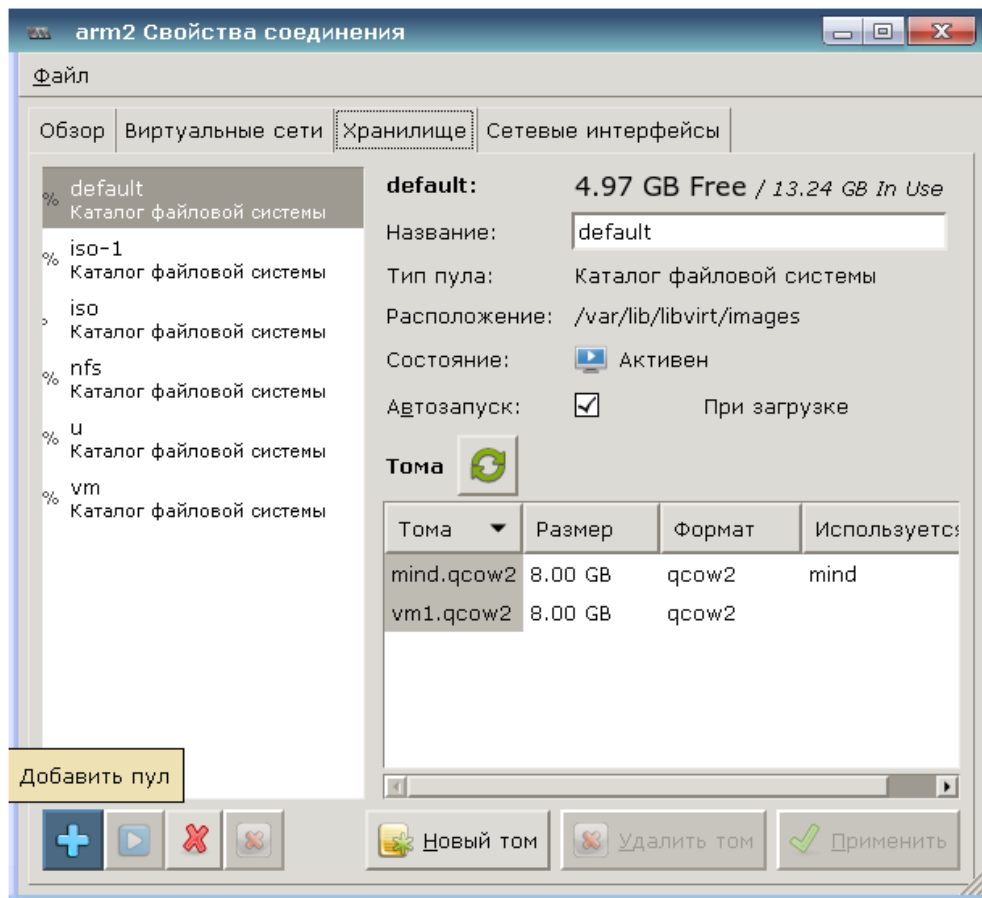 arm2 Свойства соединения
Файл
Обзор Виртуальные сети Хранилище Сетевые интерфейсы
% default
Каталог файловой системы
% iso-1
Каталог файловой системы
iso
Каталог файловой системы
% nfs
Каталог файловой системы
% u
Каталог файловой системы
% vm
Каталог файловой системы
default: 4.97 GB Free / 13.24 GB In Use
Название: default
Тип пула: Каталог файловой системы
Расположение: /var/lib/libvirt/images
Состояние: Активен
Автозапуск: При загрузке
Тома
Тома Размер Формат Используется
mind.qcow2 8.00 GB qcow2 mind
vm1.qcow2 8.00 GB qcow2
Добавить пул
Новый том Удалить том Применить